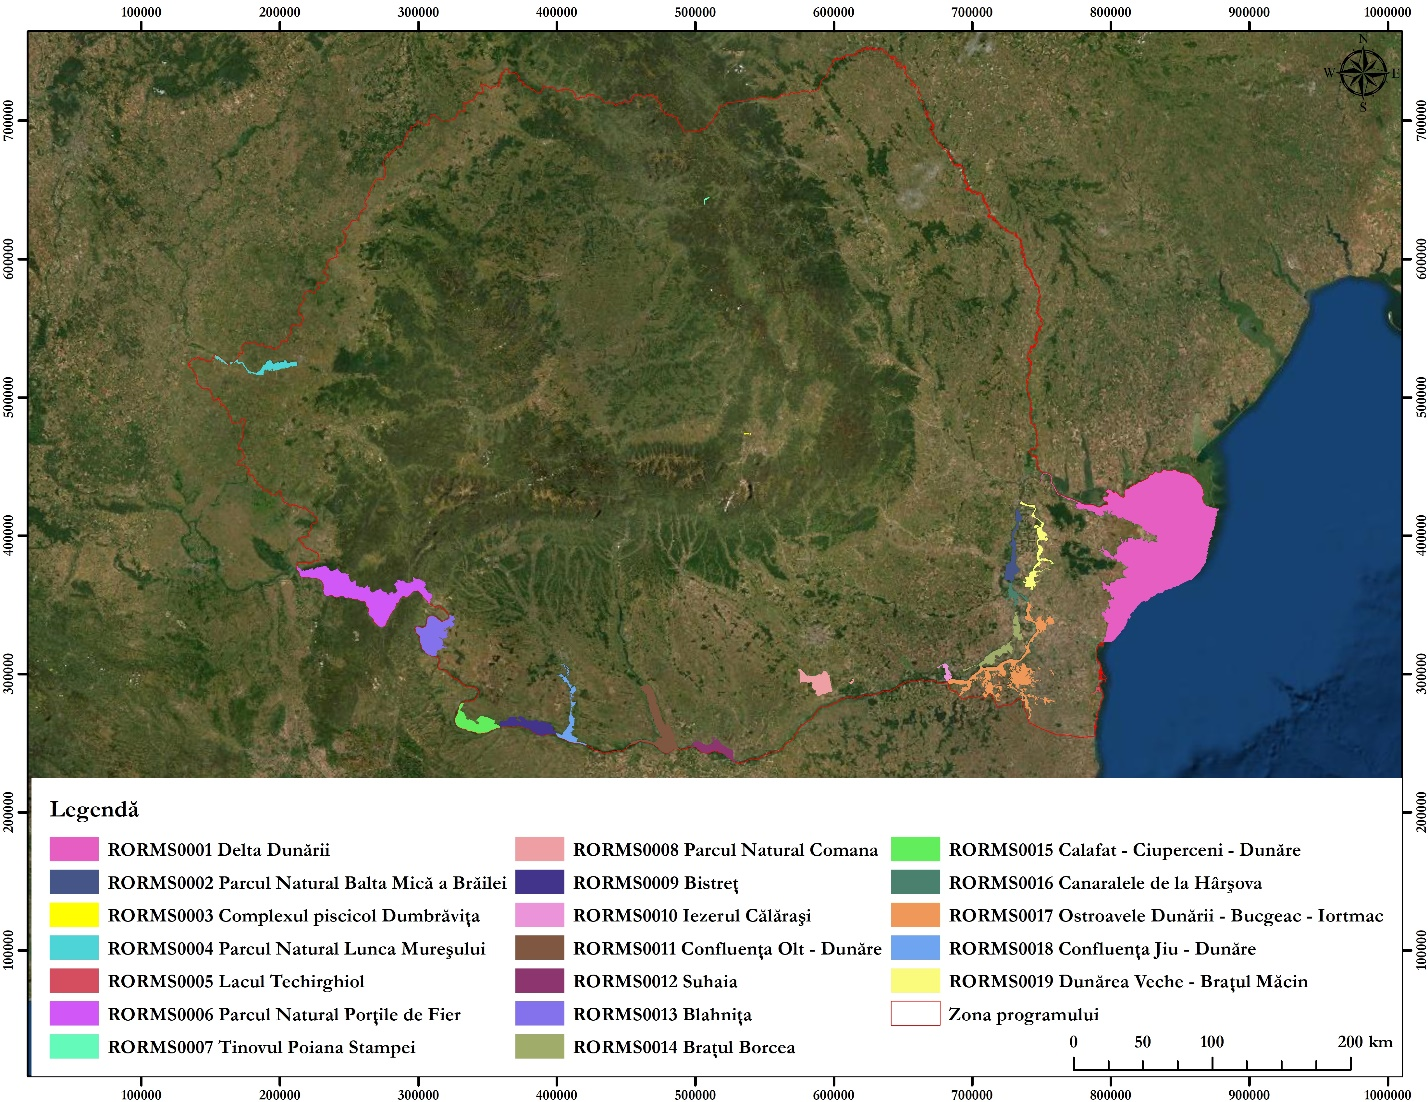 100000 200000 300000 400000 500000 600000 700000 800000 900000 1000000
N
W E
S
700000 700000
600000 600000
500000 500000
400000 400000
300000 300000
200000 200000
100000 100000
Legendă
RORMS0001 Delta Dunării
RORMS0002 Parcul Natural Balta Mică a Brăilei
RORMS0003 Complexul piscicol Dumbrăvița
RORMS0004 Parcul Natural Lunca Mureşului
RORMS0005 Lacul Techirghiol
RORMS0006 Parcul Natural Porţile de Fier
RORMS0007 Tinovul Poiana Stampei
RORMS0008 Parcul Natural Comana
RORMS0009 Bistreţ
RORMS0010 Iezerul Călăraşi
RORMS0011 Confluenţa Olt - Dunăre
RORMS0012 Suhaia
RORMS0013 Blahniţa
RORMS0014 Braţul Borcea
RORMS0015 Calafat - Ciuperceni - Dunăre
RORMS0016 Canaralele de la Hârşova
RORMS0017 Ostroavele Dunării - Bucgeac - Iortmac
RORMS0018 Confluenţa Jiu - Dunăre
RORMS0019 Dunărea Veche - Braţul Măcin
Zona programului
0 50 100 200 km
100000 200000 300000 400000 500000 600000 700000 800000 900000 1000000